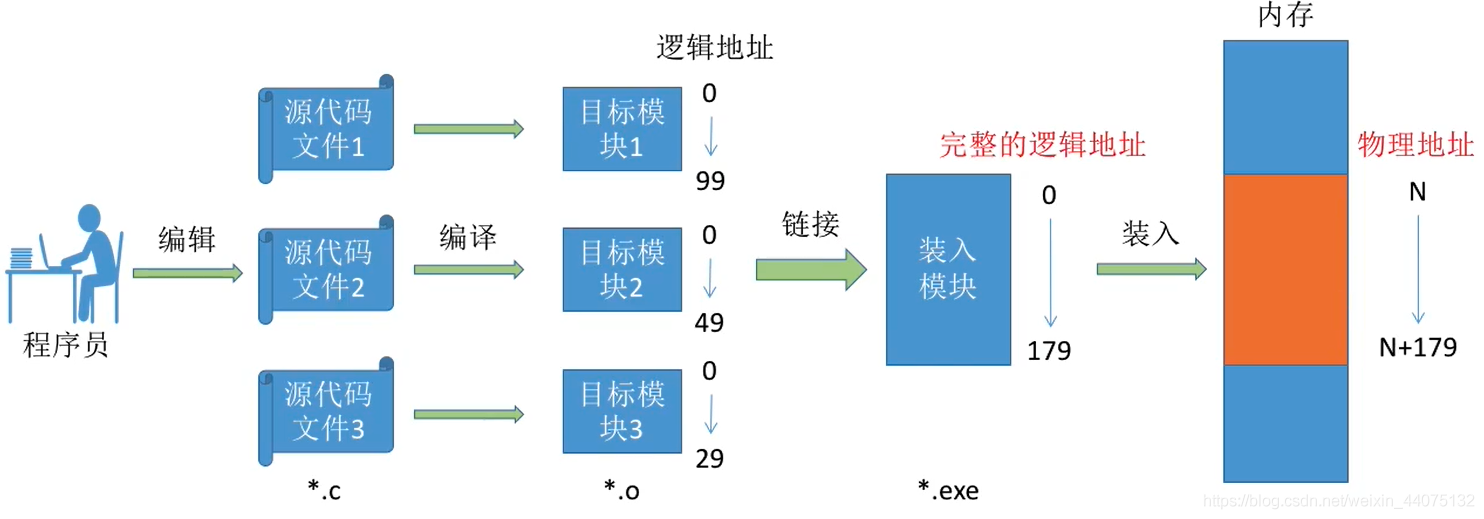 内存
逻辑地址
源代码
文件1
目标模
块1
0
99
完整的逻辑地址
物理地址
程序员
编辑
源代码
文件2
编译
目标模
块2
0
49
链接
装入
模块
0
179
装入
N
N+179
源代码
文件3
目标模
块3
0
29
*.c
*.o
*.exe
https://blog.csdn.net/weixin_44075132